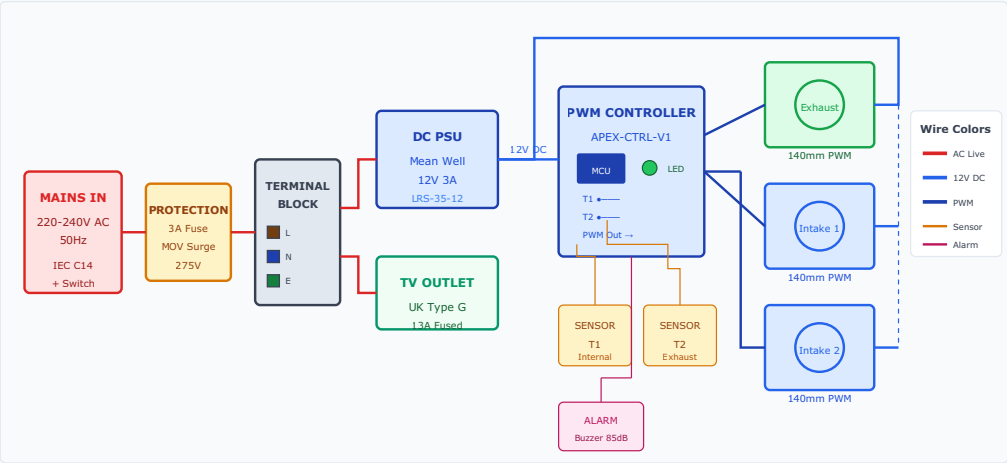 MAINS IN
220-240V AC
50Hz
IEC C14
+ Switch
PROTECTION
3A Fuse
MOV Surge
275V
TERMINAL
BLOCK
L
N
E
DC PSU
Mean Well
12V 3A
LRS-35-12
TV OUTLET
UK Type G
13A Fused
12V DC
PWM CONTROLLER
APEX-CTRL-V1
MCU
LED
T1
T2
PWM Out →
SENSOR
T1
Internal
SENSOR
T2
Exhaust
ALARM
Buzzer 85dB
Exhaust
140mm PWM
Intake 1
140mm PWM
Intake 2
140mm PWM
Wire Colors
AC Live
12V DC
PWM
Sensor
Alarm